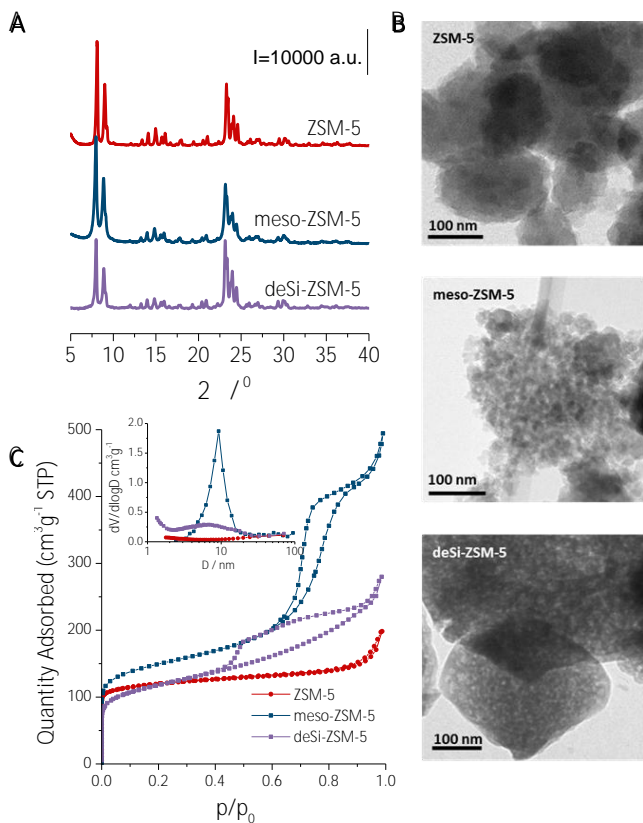 A
I=10000 a.u.
ZSM-5
meso-ZSM-5
deSi-ZSM-5
5 10 15 20 25 30 35 40
2 /⁰
B
ZSM-5
100 nm
meso-ZSM-5
100 nm
deSi-ZSM-5
100 nm
C
Quantity Adsorbed (cm³g⁻¹ STP)
500
400
300
200
100
0
0.0 0.2 0.4 0.6 0.8 1.0
p/p₀
dV/dlogD cm³g⁻¹
2.0
1.5
1.0
0.5
0.0
1 10 100
D / nm
ZSM-5
meso-ZSM-5
deSi-ZSM-5